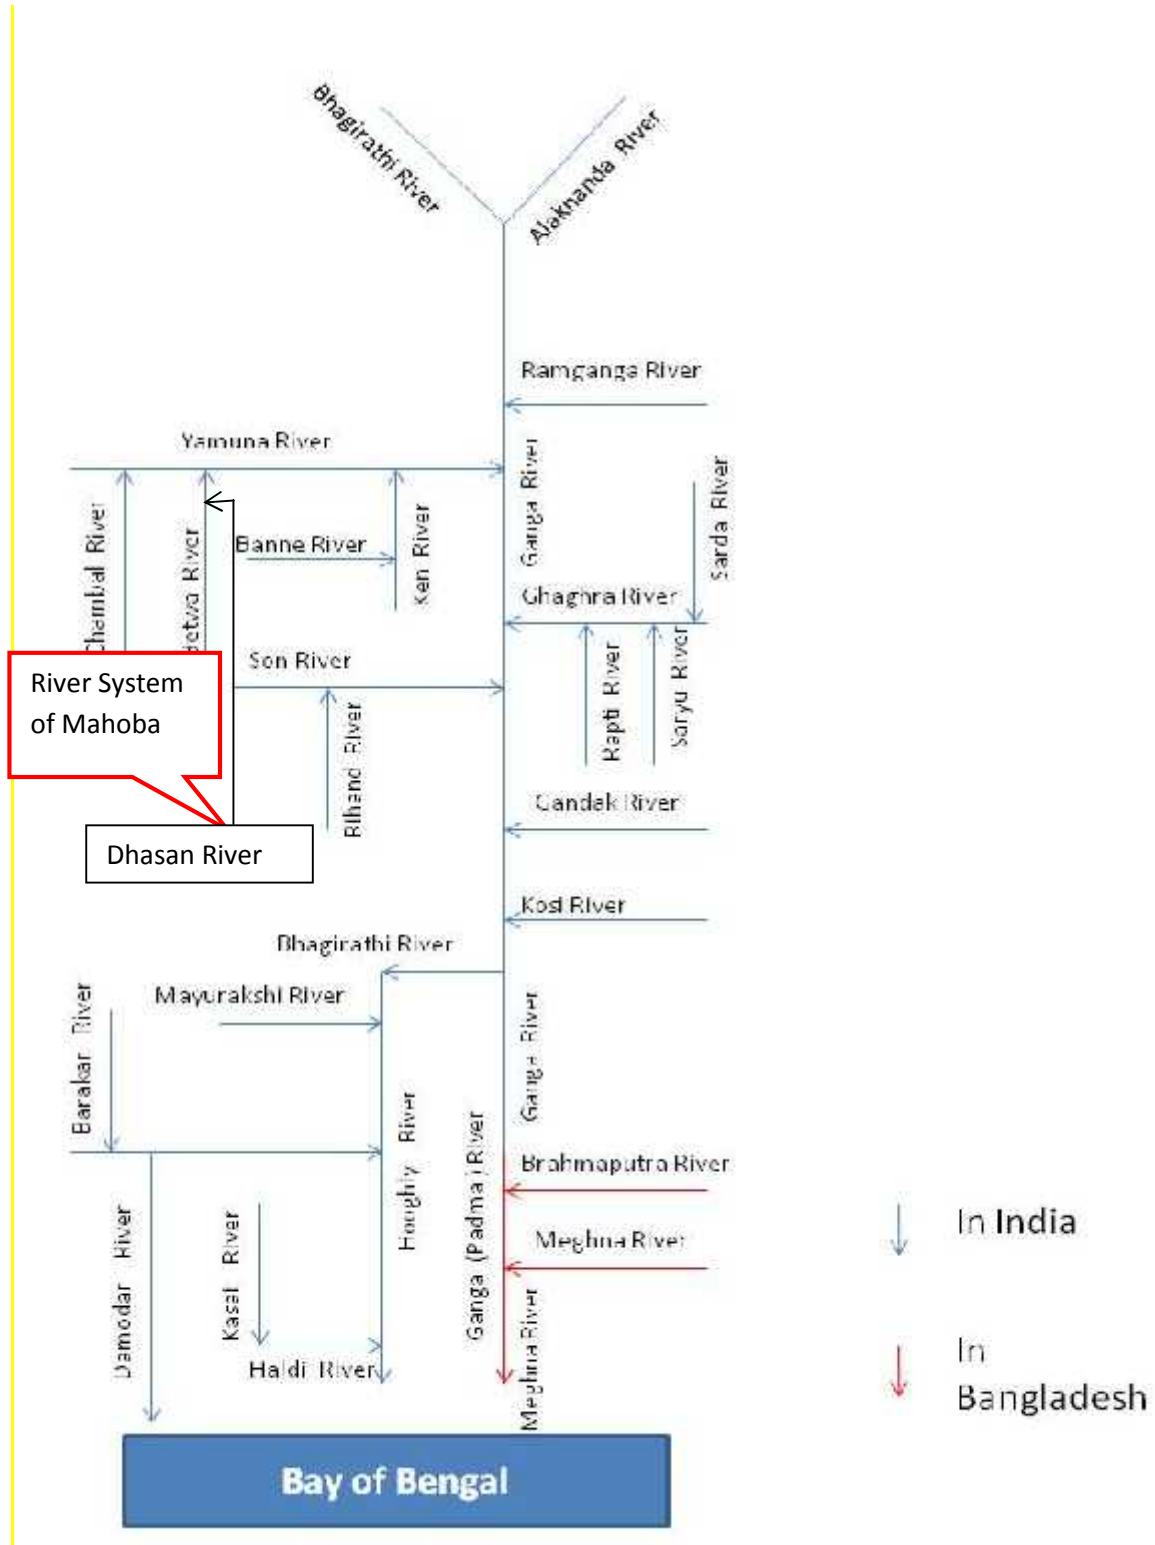 Bhagirathi River
Alaknanda River
Ramganga River
Yamuna River
Ganga River
Sarda River
Chambal River
Banne River
Ken River
Ghaghra River
Son River
River System
of Mahoba
Rihand River
Rapti River
Saryu River
Gandak River
Dhasan River
Kosi River
Bhagirathi River
Mayurakshi River
Barakar River
Ganga River
Hooghly River
Ganga (Padma) River
Brahmaputra River
Meghna River
Damodar River
Kasai River
Haldi River
Meghna River
In India
In
Bangladesh
Bay of Bengal